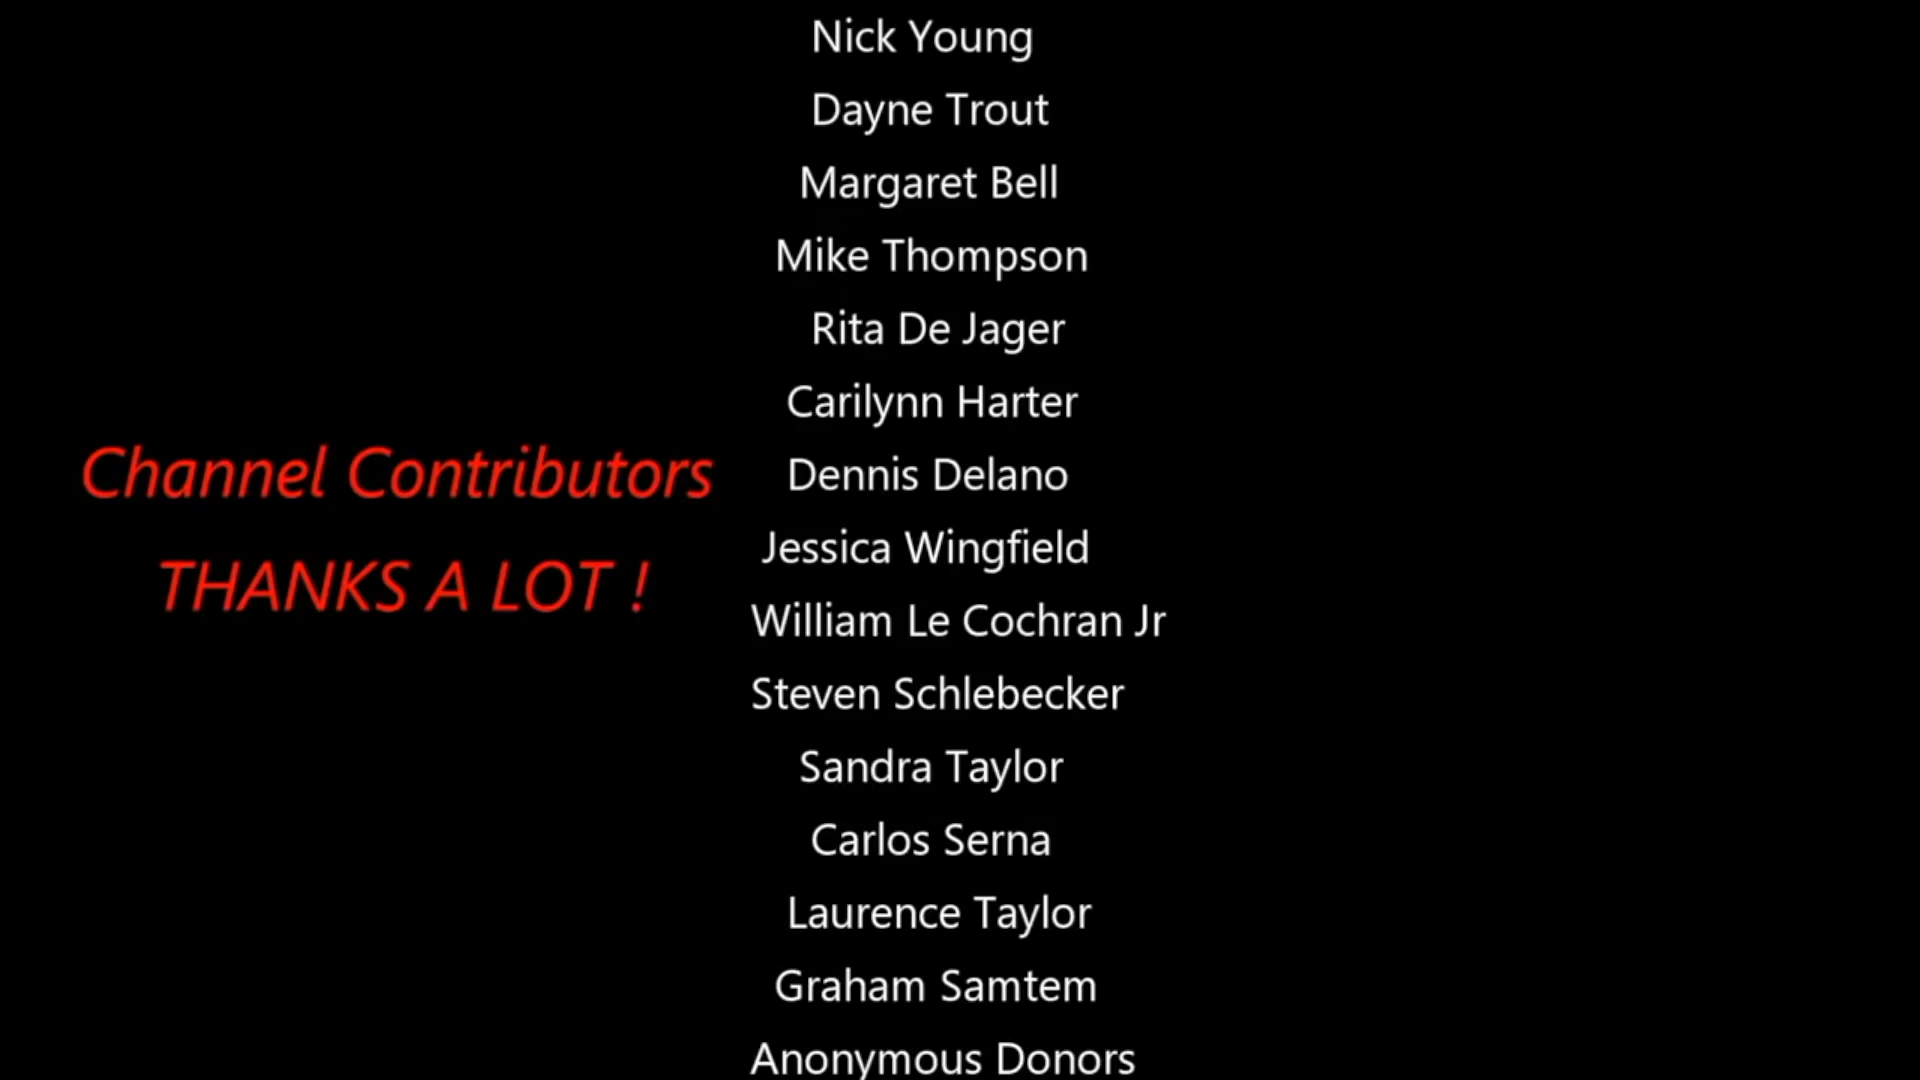 Nick Young
Dayne Trout
Margaret Bell
Mike Thompson
Rita De Jager
Carilynn Harter
Channel Contributors
Dennis Delano
Jessica Wingfield
THANKS A LOT !
William Le Cochran Jr
Steven Schlebecker
Sandra Taylor
Carlos Serna
Laurence Taylor
Graham Samtem
Anonymous Donors